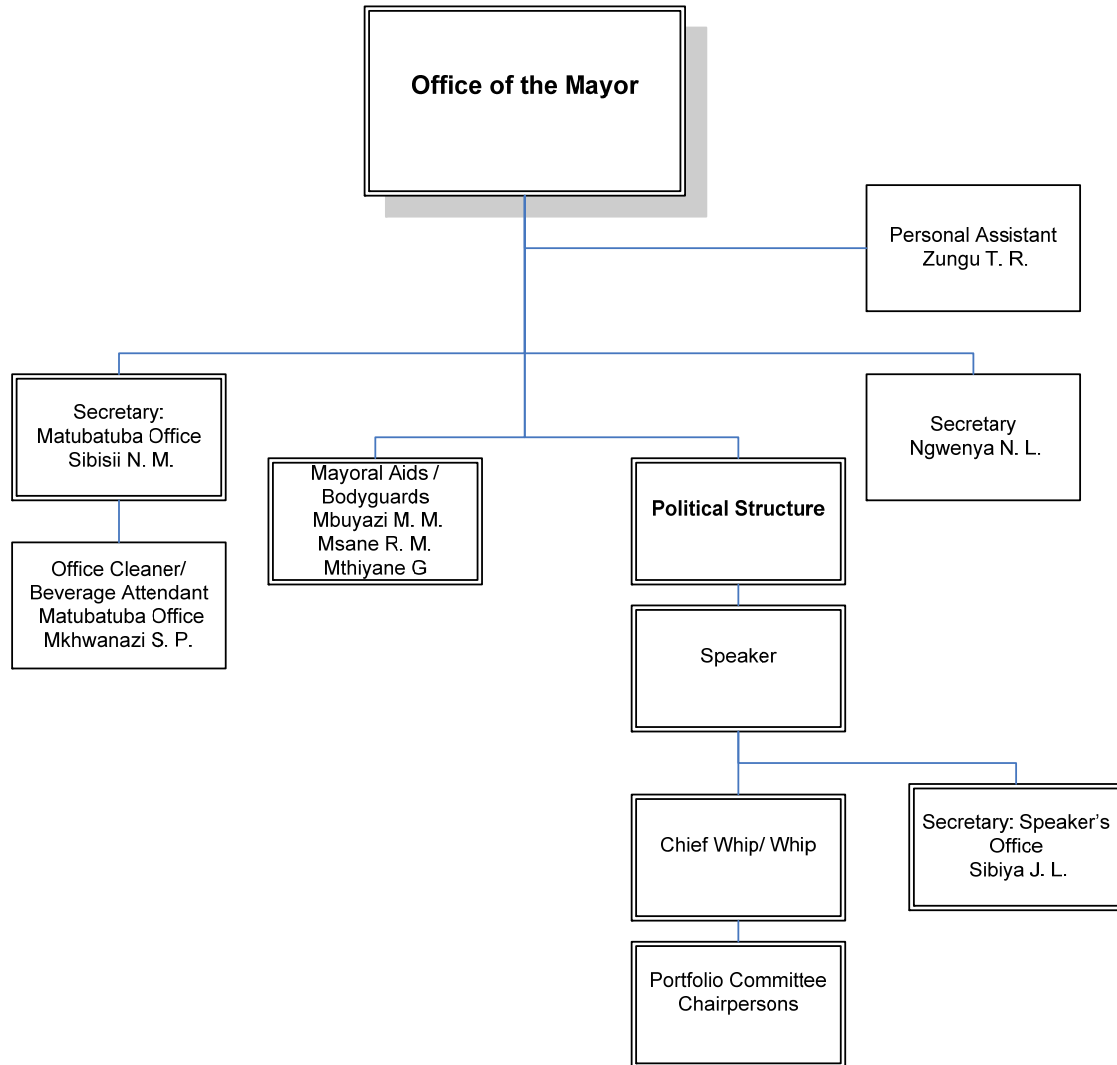 Office of the Mayor
Personal Assistant
Zungu T. R.
Secretary:
Matubatuba Office
Sibisii N. M.
Secretary
Ngwenya N. L.
Mayoral Aids /
Bodyguards
Mbuyazi M. M.
Msane R. M.
Mthiyane G
Political Structure
Office Cleaner/
Beverage Attendant
Matubatuba Office
Mkhwanazi S. P.
Speaker
Chief Whip/ Whip
Secretary: Speaker's
Office
Sibiya J. L.
Portfolio Committee
Chairpersons